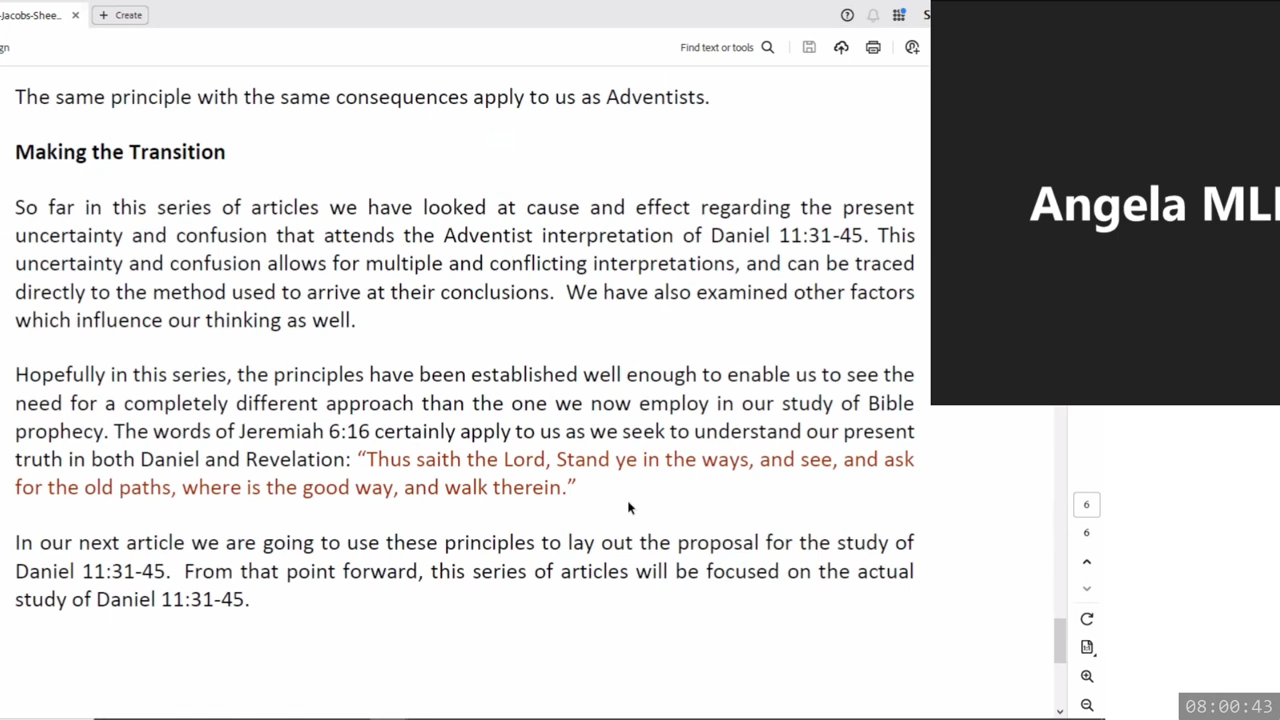 -Jacobs-Shee...
Create
gn
Find text or tools
The same principle with the same consequences apply to us as Adventists.
Making the Transition
So far in this series of articles we have looked at cause and effect regarding the present
uncertainty and confusion that attends the Adventist interpretation of Daniel 11:31-45. This
uncertainty and confusion allows for multiple and conflicting interpretations, and can be traced
directly to the method used to arrive at their conclusions. We have also examined other factors
which influence our thinking as well.
Hopefully in this series, the principles have been established well enough to enable us to see the
need for a completely different approach than the one we now employ in our study of Bible
prophecy. The words of Jeremiah 6:16 certainly apply to us as we seek to understand our present
truth in both Daniel and Revelation: “Thus saith the Lord, Stand ye in the ways, and see, and ask
for the old paths, where is the good way, and walk therein.”
In our next article we are going to use these principles to lay out the proposal for the study of
Daniel 11:31-45. From that point forward, this series of articles will be focused on the actual
study of Daniel 11:31-45.
Angela
6
6
08:00:43